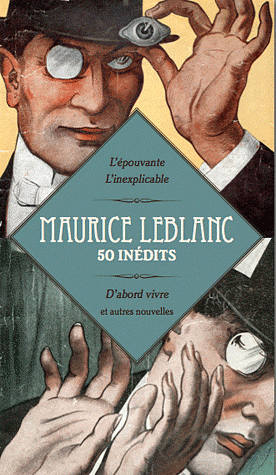 L'épouvante
L'inexplicable
MAURICE LEBLANC
50 INÉDITS
D'abord vivre
et autres nouvelles